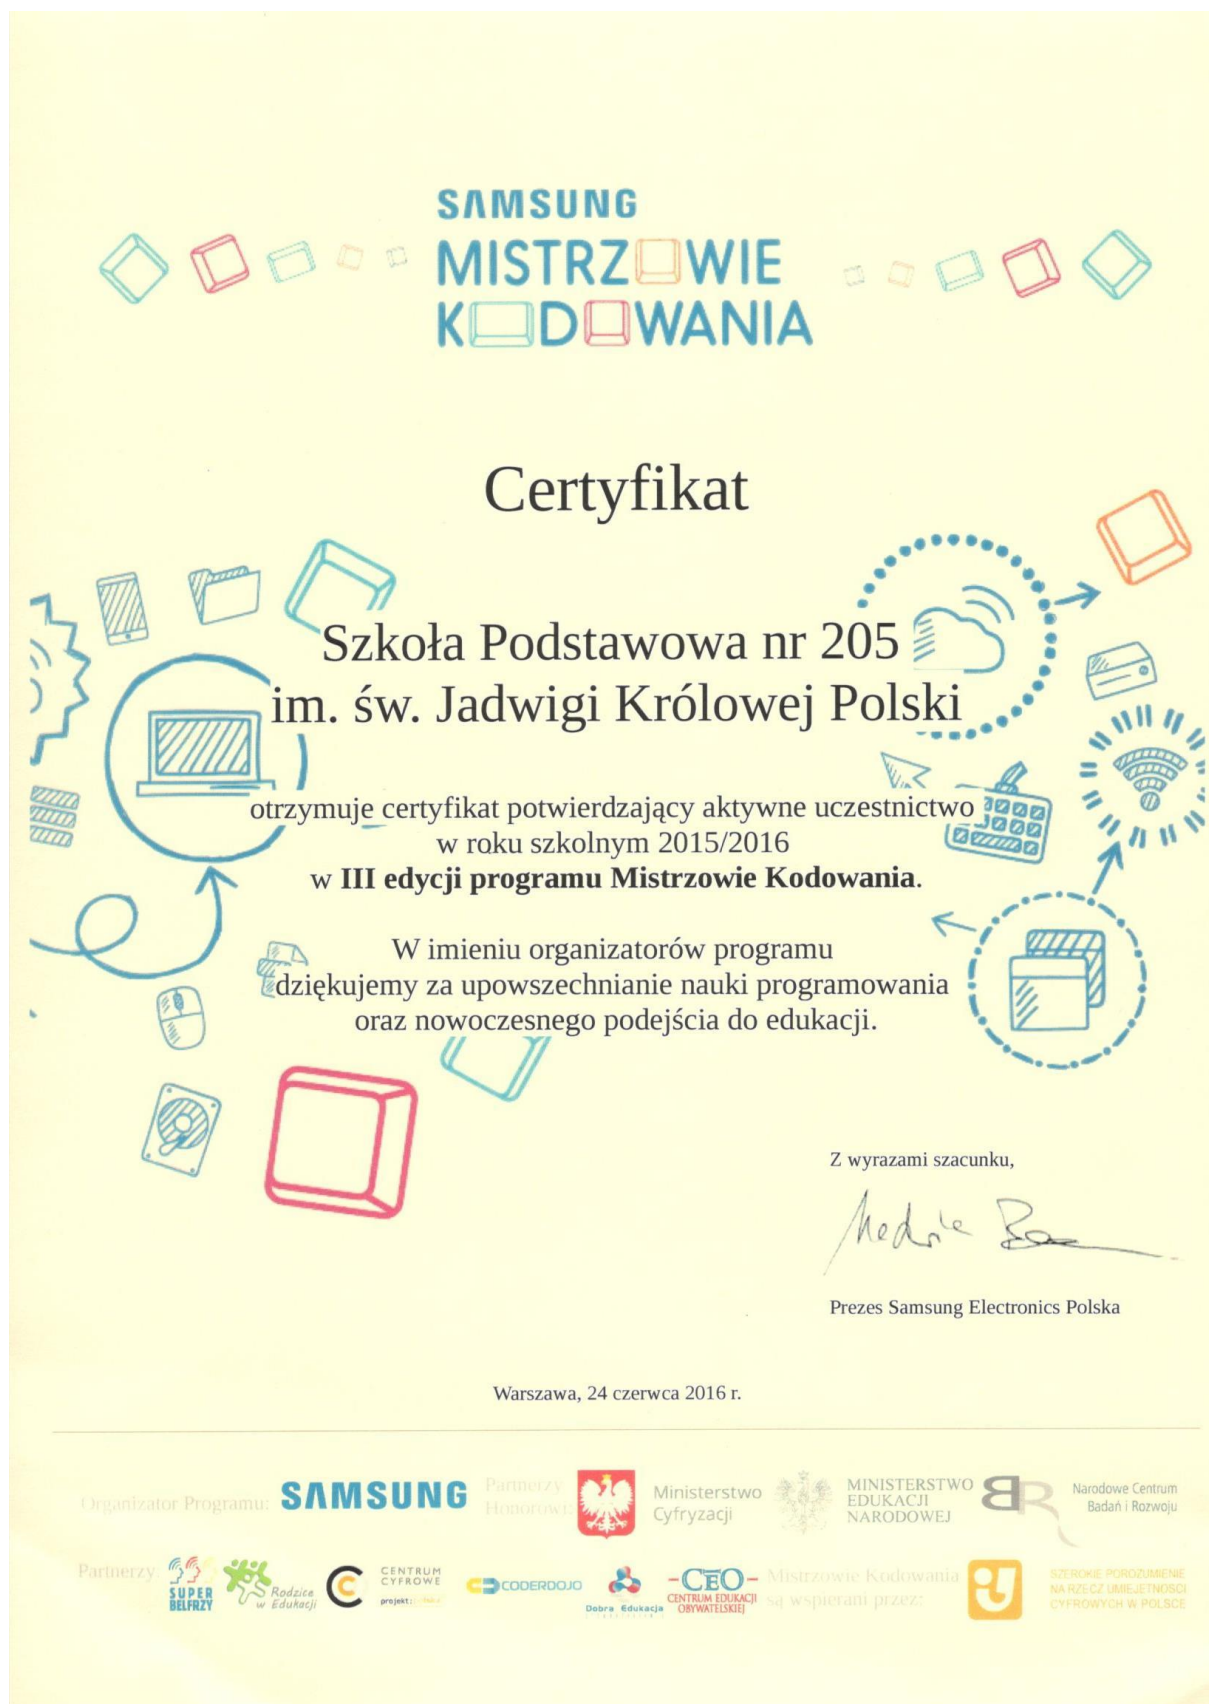 SAMSUNG
MISTRZOWIE
KODOWANIA
Certyfikat
Szkoła Podstawowa nr 205
im. św. Jadwigi Królowej Polski
otrzymuje certyfikat potwierdzający aktywne uczestnictwo
w roku szkolnym 2015/2016
w III edycji programu Mistrzowie Kodowania.
W imieniu organizatorów programu
dziękujemy za upowszechnianie nauki programowania
oraz nowoczesnego podejścia do edukacji.
Z wyrazami szacunku,
Prezes Samsung Electronics Polska
Warszawa, 24 czerwca 2016 r.
Organizator Programu:
SAMSUNG
Partnerzy
Honorowi:
Ministerstwo
Cyfryzacji
MINISTERSTWO
EDUKACJI
NARODOWEJ
BR
Narodowe Centrum
Badań i Rozwoju
Partnerzy:
SUPER
BELFRZY
Rodzice
w Edukacji
CENTRUM
CYFROWE
projekt:
CODERDOJO
Dobra Edukacja
CEO
CENTRUM EDUKACJI
OBYWATELSKIEJ
Mistrzowie Kodowania
są wspierani przez:
SZEROKIE POROZUMIENIE
NA RZECZ UMIEJĘTNOŚCI
CYFROWYCH W POLSCE